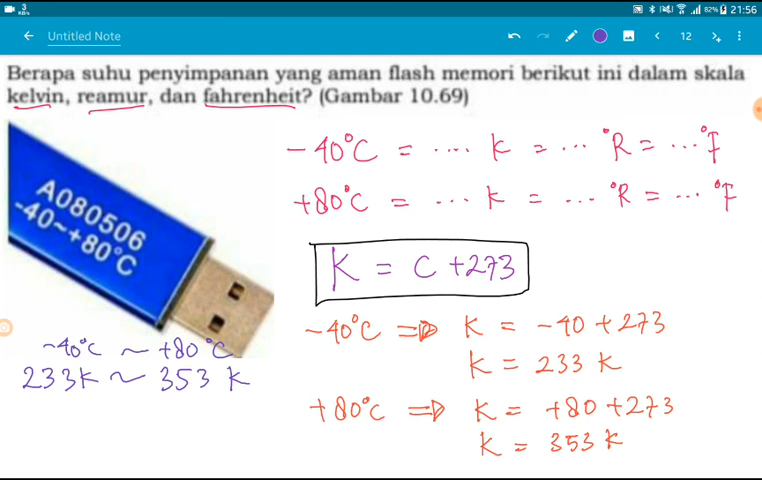 3
KB/s
82%
21:56
Untitled Note
12
Berapa suhu penyimpanan yang aman flash memori berikut ini dalam skala
kelvin, reamur, dan fahrenheit? (Gambar 10.69)
A080506
-40~+80°C
-40°C = .... K = ... °R = ... °F
+80°C = ... K = ... °R = ... °F
K = C + 273
-40°C ⇒ K = -40 + 273
K = 233 K
+80°C ⇒ K = +80 + 273
K = 353 K
-40°C ~ +80°C
233K ~ 353 K